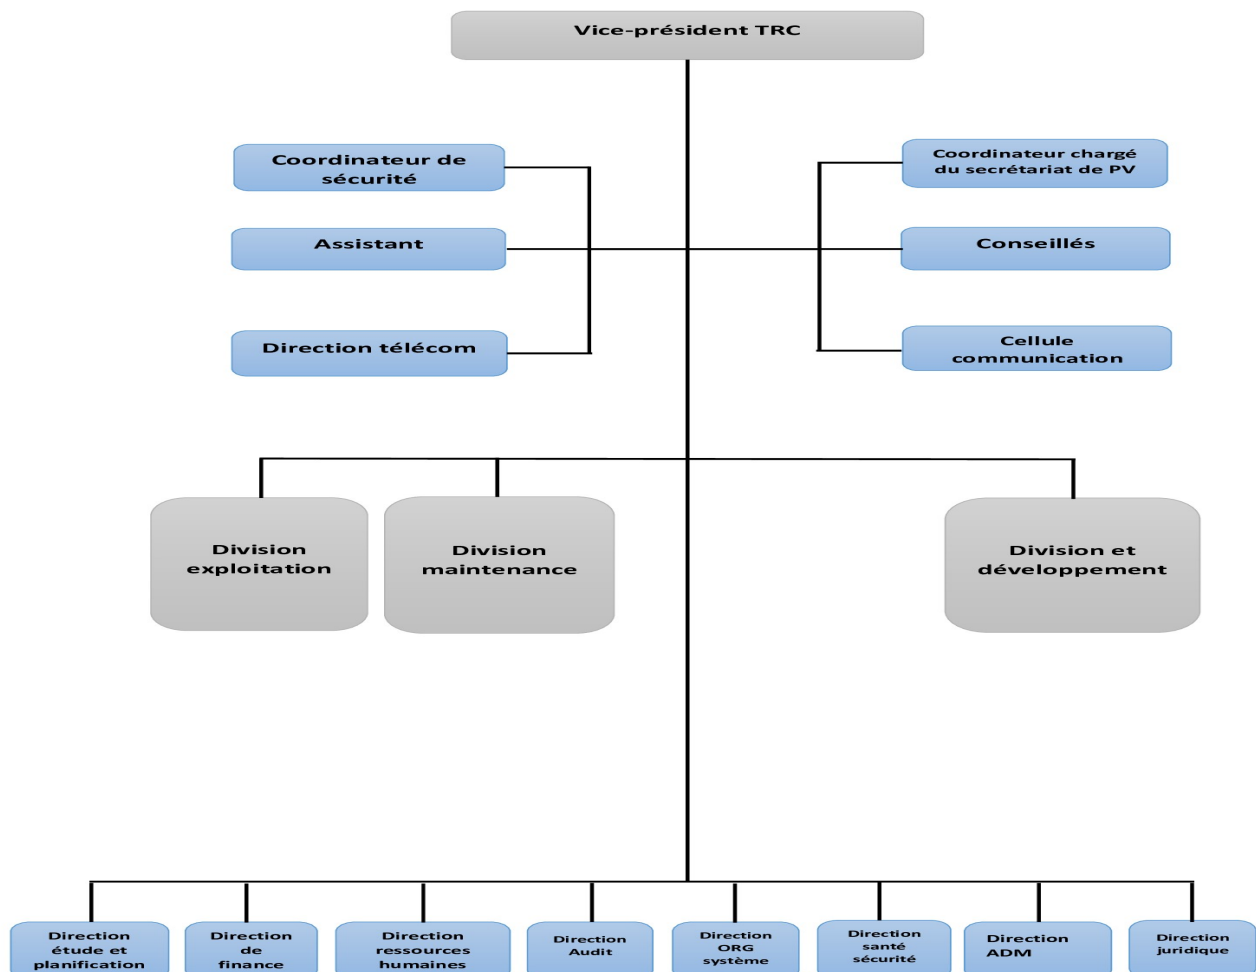 Vice-président TRC
Coordinateur de
sécurité
Coordinateur chargé
du secrétariat de PV
Assistant
Conseillés
Direction télécom
Cellule
communication
Division
exploitation
Division
maintenance
Division et
développement
Direction
étude et
planification
Direction
de
finance
Direction
ressources
humaines
Direction
Audit
Direction
ORG
système
Direction
santé
sécurité
Direction
ADM
Direction
juridique